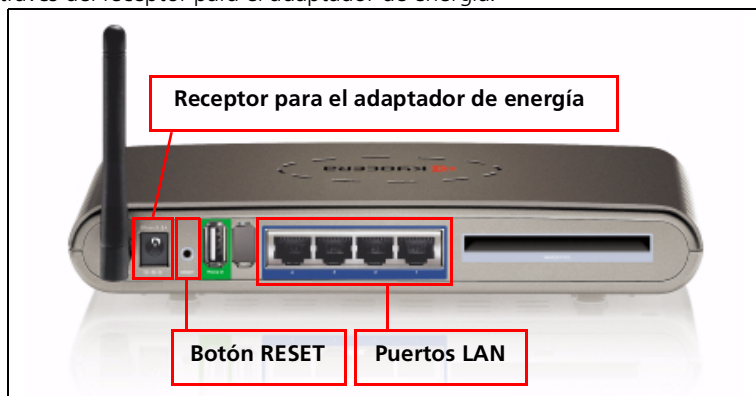 través del receptor para el adaptador de energía.
Receptor para el adaptador de energía
KYOCERA
Botón RESET
Puertos LAN